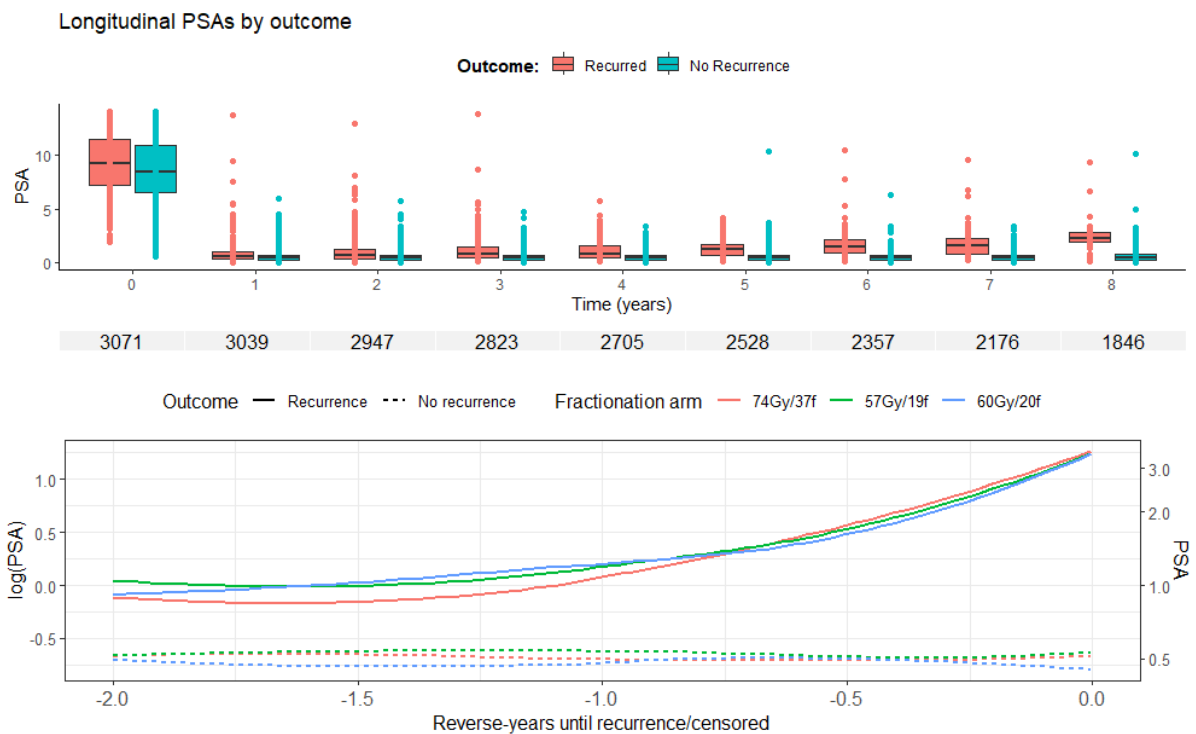 Longitudinal PSAs by outcome
Outcome: Recurred No Recurrence
10
5
0
PSA
0 1 2 3 4 5 6 7 8
Time (years)
3071 3039 2947 2823 2705 2528 2357 2176 1846
Outcome Recurrence No recurrence Fractionation arm 74Gy/37f 57Gy/19f 60Gy/20f
1.0
0.5
0.0
-0.5
log(PSA)
3.0
2.0
1.0
0.5
PSA
-2.0 -1.5 -1.0 -0.5 0.0
Reverse-years until recurrence/censored